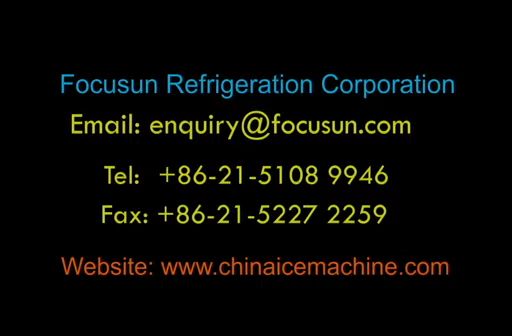 Focusun Refrigeration Corporation
Email: enquiry@focusun.com
Tel: +86-21-5108 9946
Fax: +86-21-5227 2259
Website: www.chinaicemachine.com